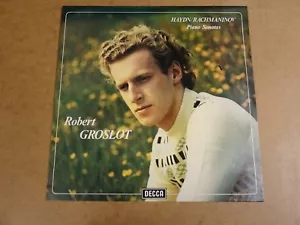 HAYDN-RACHMANINOV
Piano Sonatas
Robert
GROSLOT
DECCA